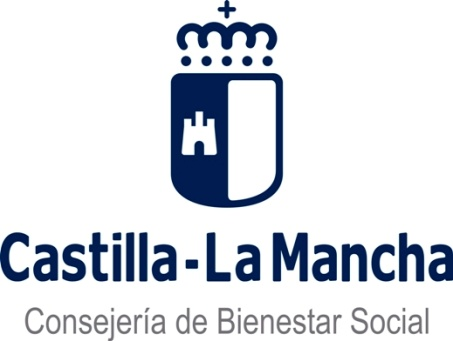 Castilla-La Mancha
Consejería de Bienestar Social